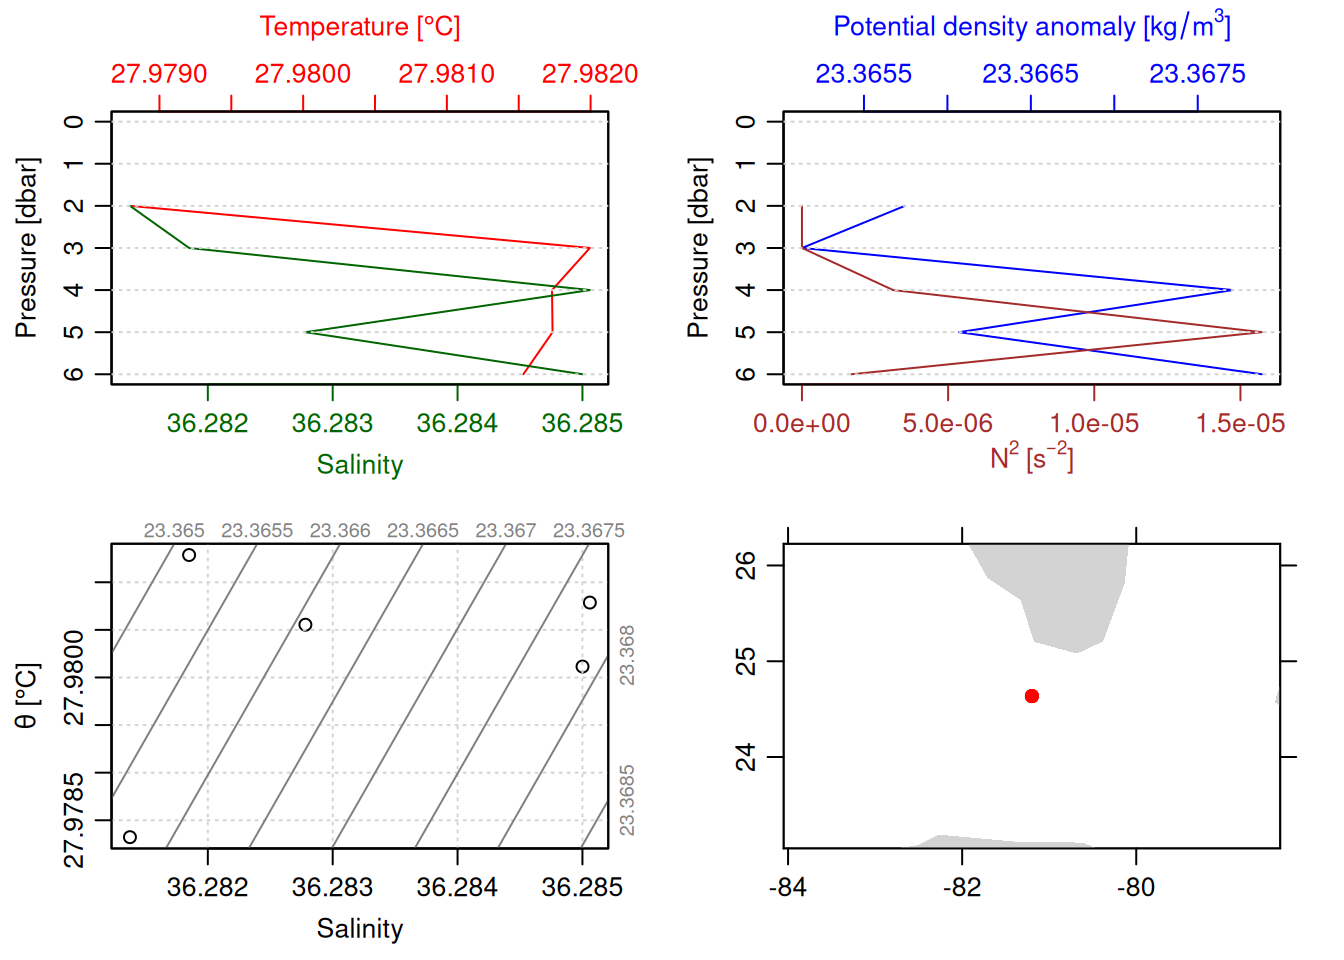 Temperature [°C]
27.9790 27.9800 27.9810 27.9820
Pressure [dbar]
0
1
2
3
4
5
6
36.282 36.283 36.284 36.285
Salinity
Potential density anomaly [kg/m³]
23.3655 23.3665 23.3675
Pressure [dbar]
0
1
2
3
4
5
6
0.0e+00 5.0e-06 1.0e-05 1.5e-05
N² [s⁻²]
23.365 23.3655 23.366 23.3665 23.367 23.3675
23.368
23.3685
θ [°C]
27.9800
27.9785
36.282 36.283 36.284 36.285
Salinity
26
25
24
-84 -82 -80